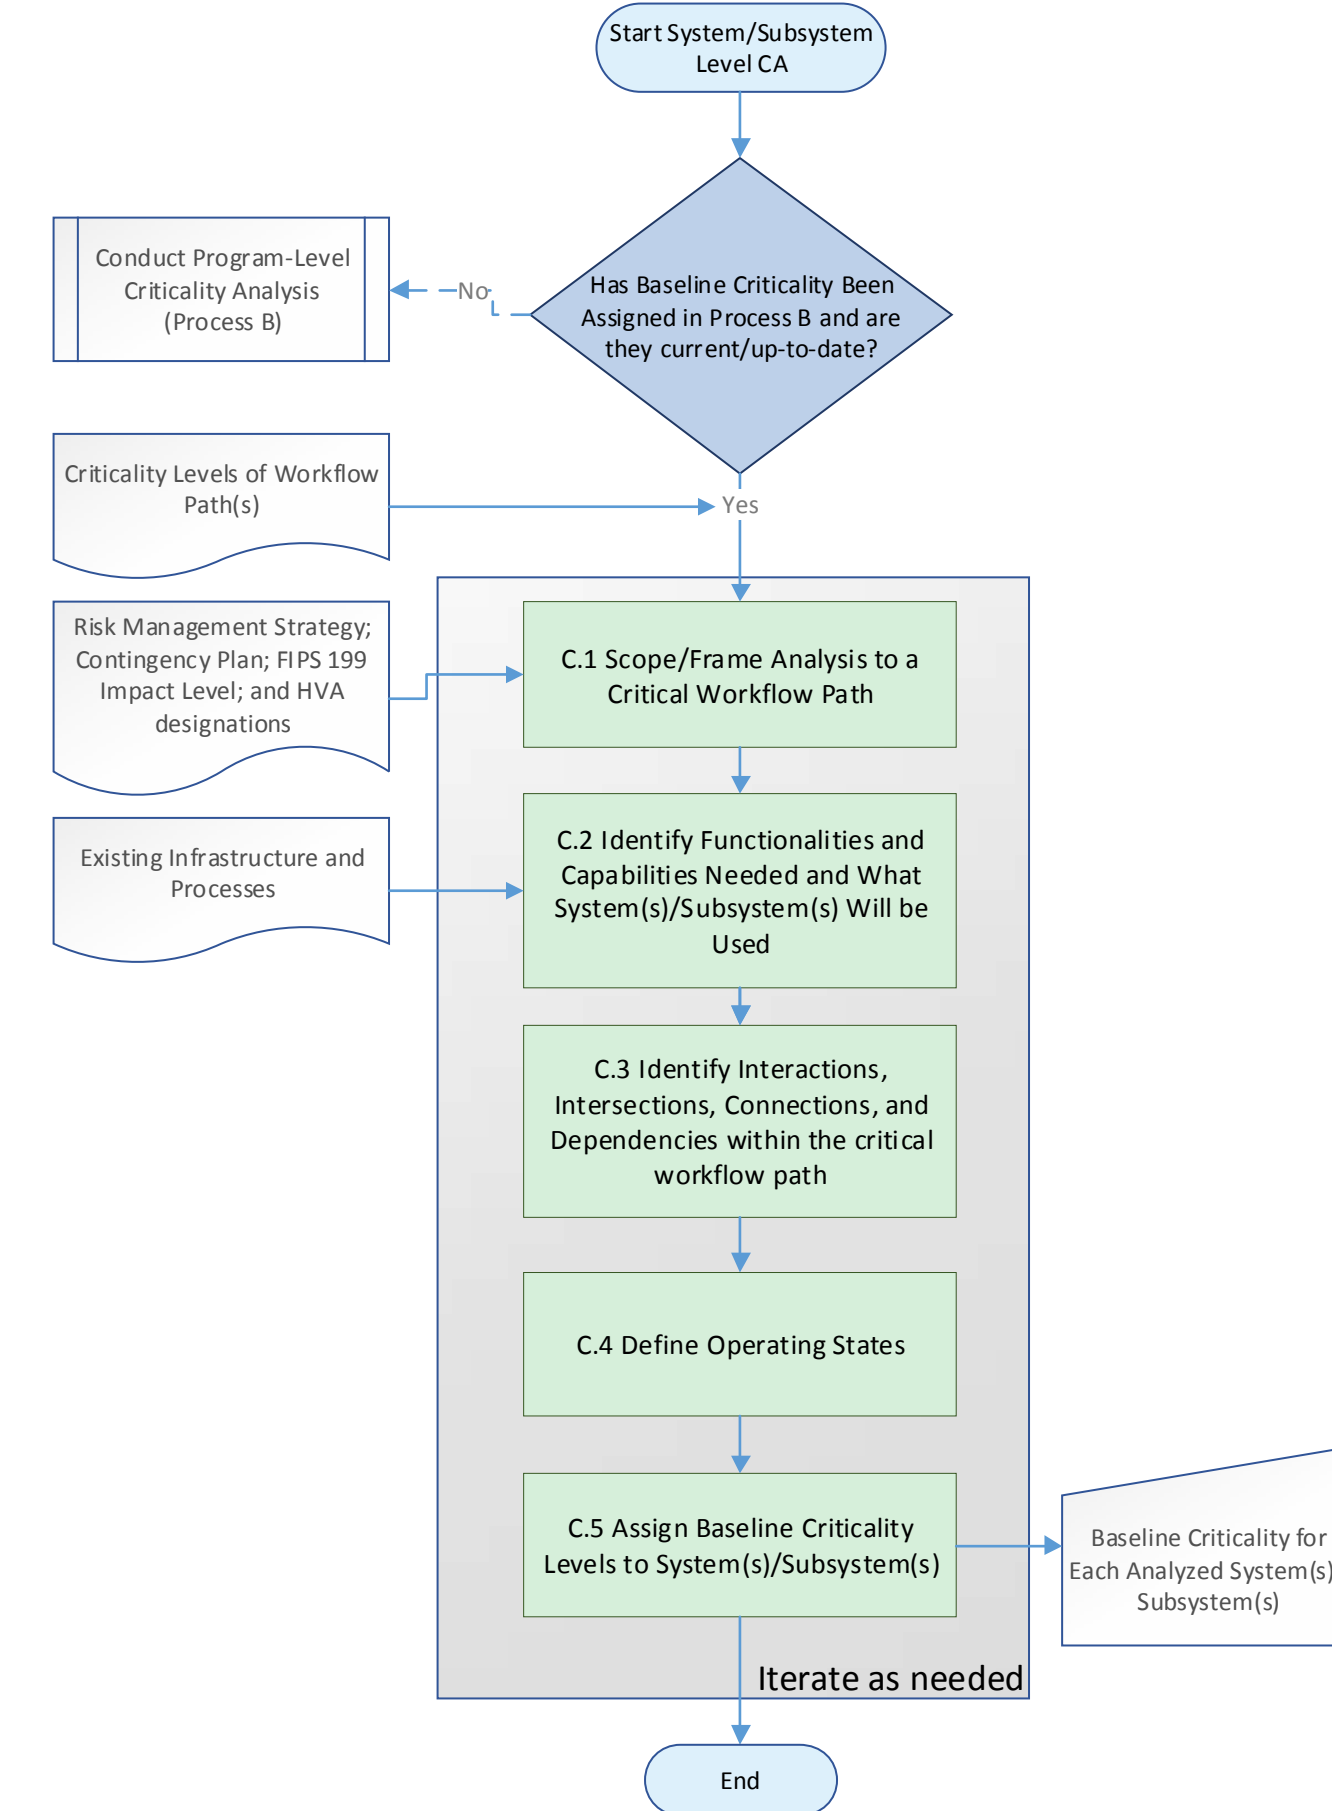 Start System/Subsystem
Level CA
Has Baseline Criticality Been
Assigned in Process B and are
they current/up-to-date?
No
Conduct Program-Level
Criticality Analysis
(Process B)
Criticality Levels of Workflow
Path(s)
Yes
Risk Management Strategy;
Contingency Plan; FIPS 199
Impact Level; and HVA
designations
C.1 Scope/Frame Analysis to a
Critical Workflow Path
Existing Infrastructure and
Processes
C.2 Identify Functionalities and
Capabilities Needed and What
System(s)/Subsystem(s) Will be
Used
C.3 Identify Interactions,
Intersections, Connections, and
Dependencies within the critical
workflow path
C.4 Define Operating States
C.5 Assign Baseline Criticality
Levels to System(s)/Subsystem(s)
Baseline Criticality for
Each Analyzed System(s)
Subsystem(s)
Iterate as needed
End